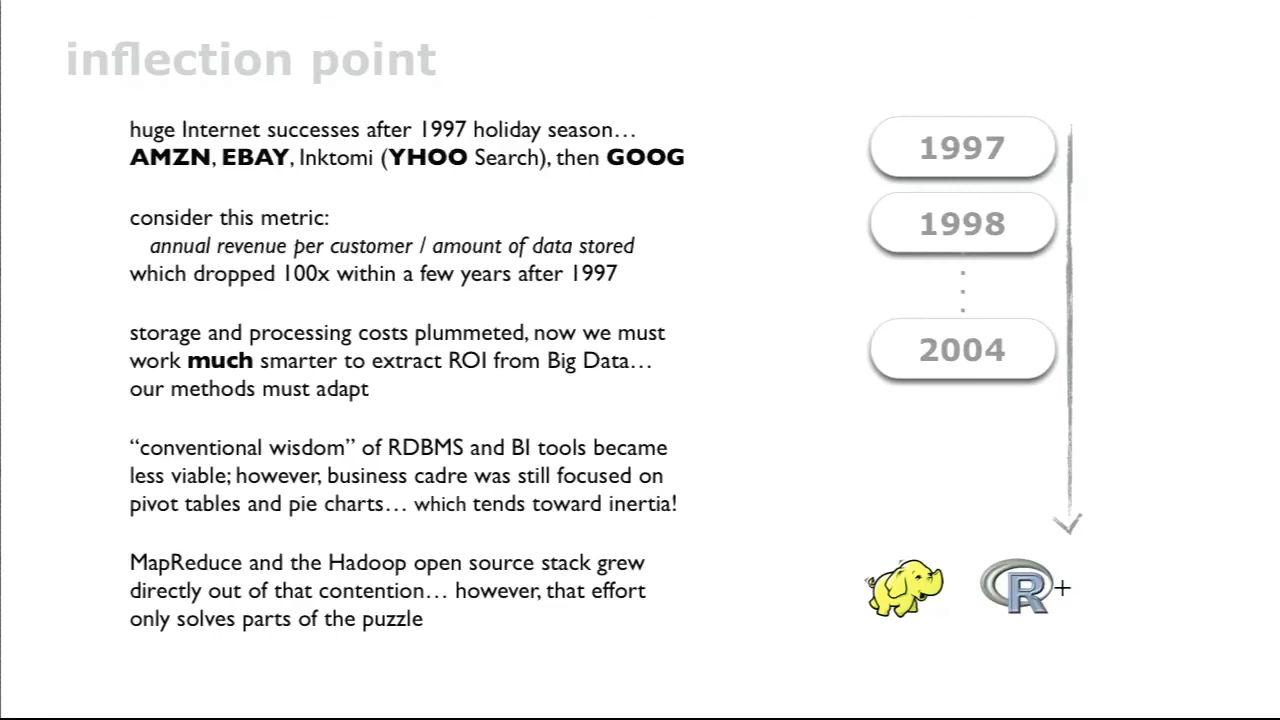 inflection point
huge Internet successes after 1997 holiday season…
AMZN, EBAY, Inktomi (YHOO Search), then GOOG
consider this metric:
annual revenue per customer / amount of data stored
which dropped 100x within a few years after 1997
storage and processing costs plummeted, now we must
work much smarter to extract ROI from Big Data…
our methods must adapt
“conventional wisdom” of RDBMS and BI tools became
less viable; however, business cadre was still focused on
pivot tables and pie charts… which tends toward inertia!
MapReduce and the Hadoop open source stack grew
directly out of that contention… however, that effort
only solves parts of the puzzle
1997
1998
2004
R+